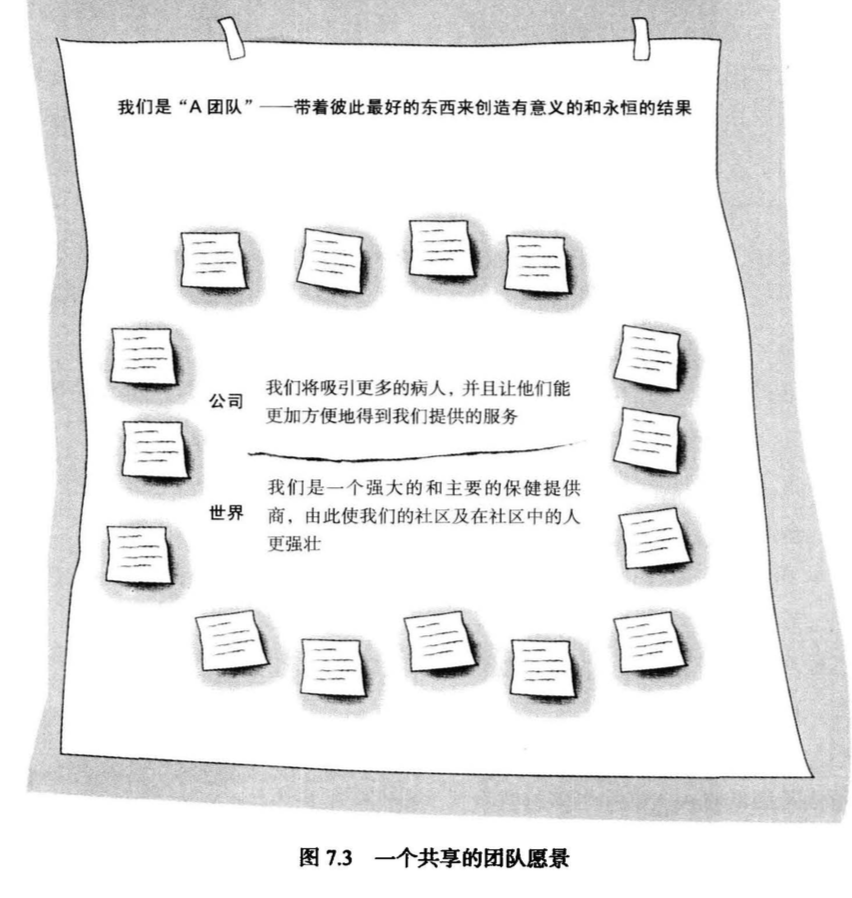 我们是“A团队”——带着彼此最好的东西来创造有意义的和永恒的结果
公司
我们将吸引更多的病人，并且让他们能
更加方便地得到我们提供的服务
世界
我们是一个强大的和主要的保健提供
商，由此使我们的社区及在社区中的人
更强壮
图 7.3 一个共享的团队愿景